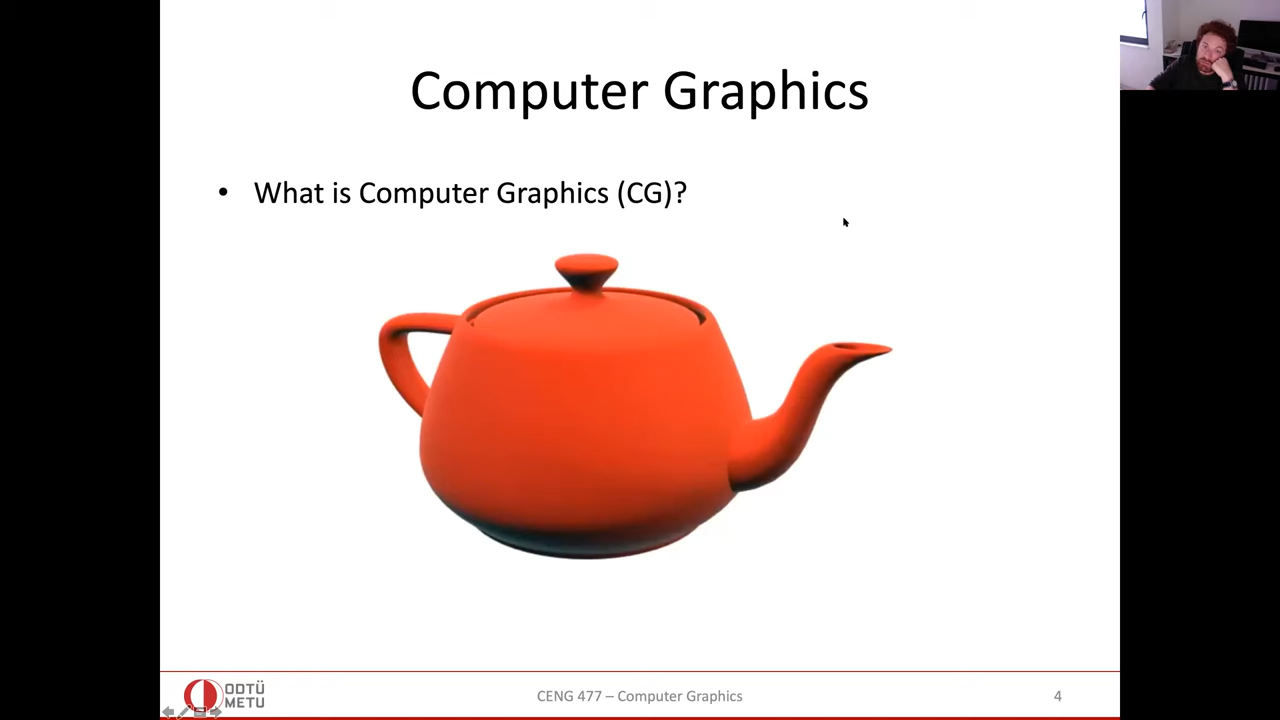 Computer Graphics
• What is Computer Graphics (CG)?
ODTÜ
METU
CENG 477 – Computer Graphics
4